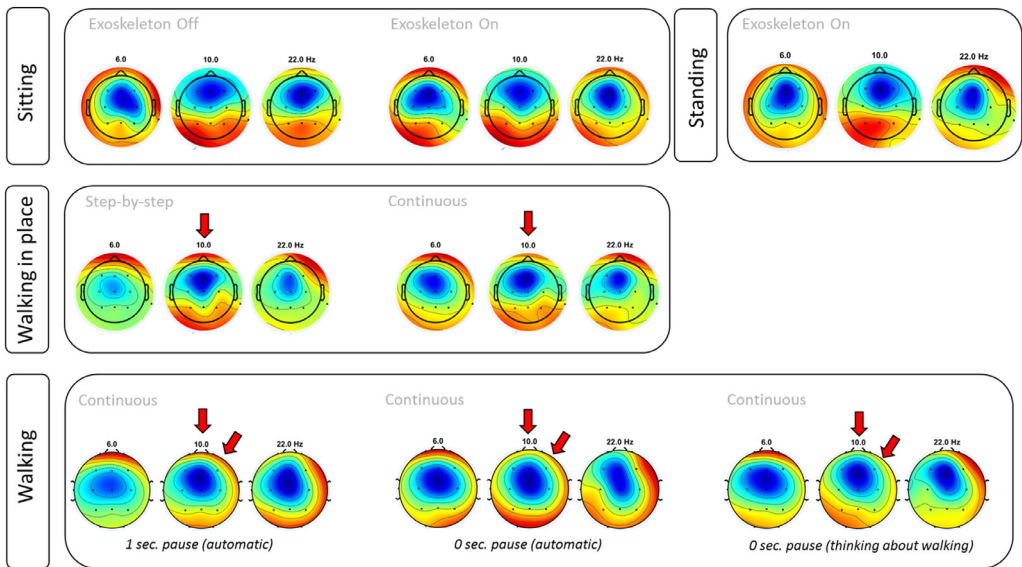 Sitting
Exoskeleton Off
6.0 10.0 22.0 Hz
Exoskeleton On
6.0 10.0 22.0 Hz
Standing
Exoskeleton On
6.0 10.0 22.0 Hz
Walking in place
Step-by-step
6.0 10.0 22.0 Hz
Continuous
6.0 10.0 22.0 Hz
Walking
Continuous
6.0 10.0 22.0 Hz
1 sec. pause (automatic)
Continuous
6.0 10.0 22.0 Hz
0 sec. pause (automatic)
Continuous
6.0 10.0 22.0 Hz
0 sec. pause (thinking about walking)